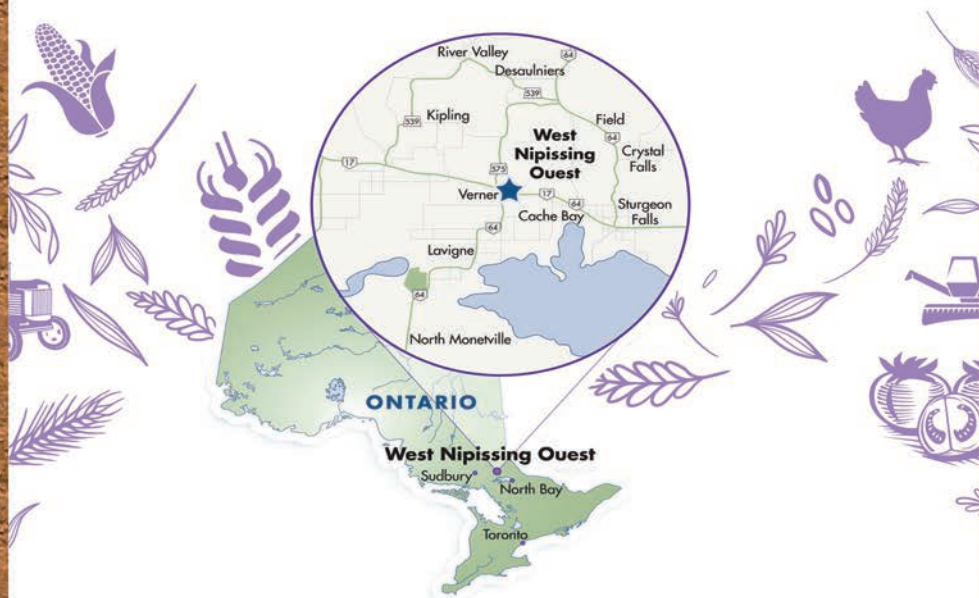 River Valley
64
Desaulniers
539
539
Kipling
Field
West
Nipissing
Ouest
64
Crystal
Falls
17
575
Verner
17
64
Cache Bay
Sturgeon
Falls
64
Lavigne
64
North Monetville
ONTARIO
West Nipissing Ouest
Sudbury
North Bay
Toronto